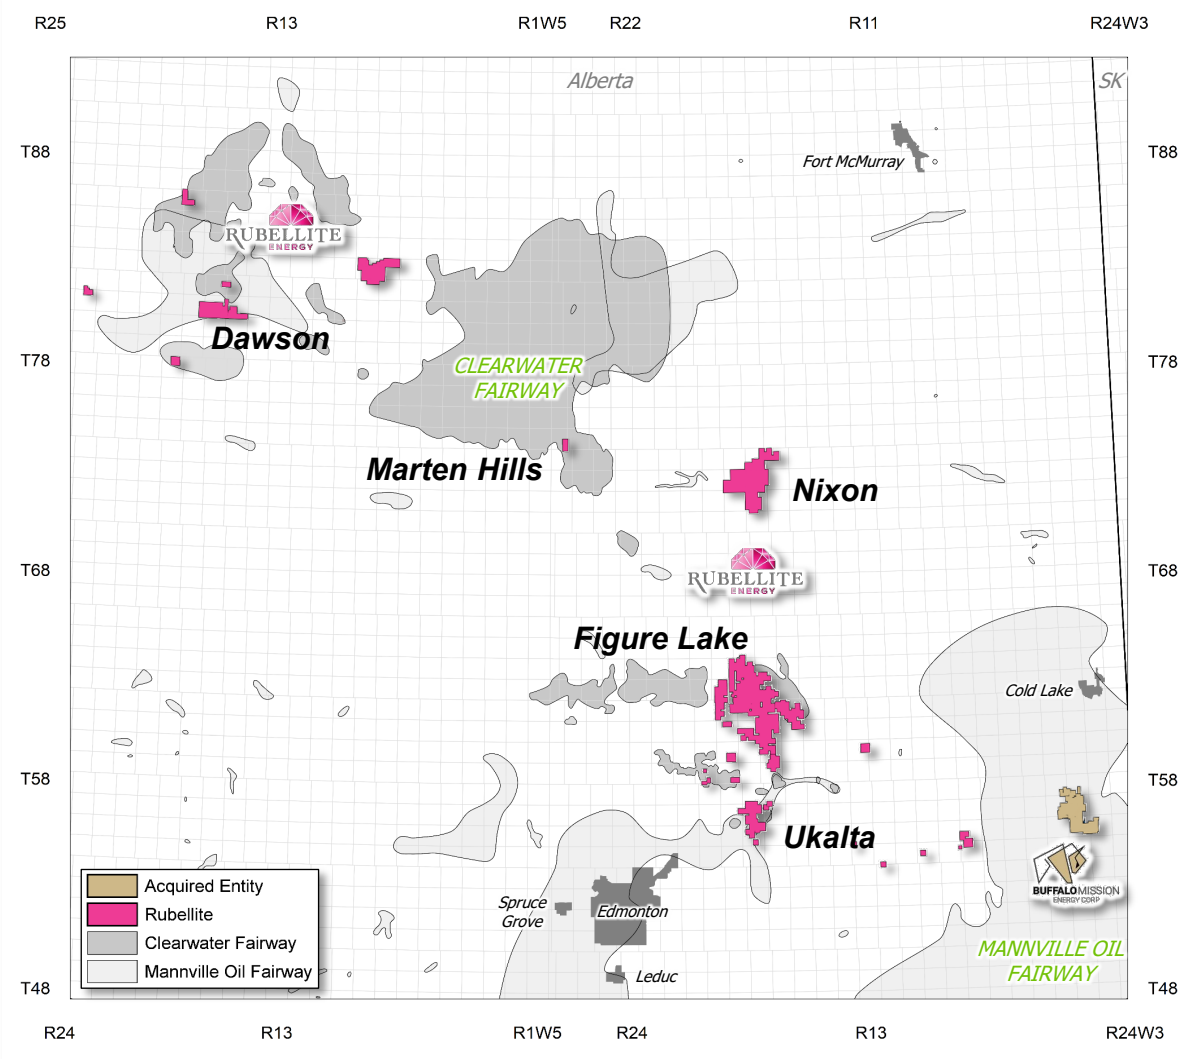 R25 R13 R1W5 R22 R11 R24W3
Alberta
SK
T88
T88
Fort McMurray
RUBELLITE
ENERGY
Dawson
T78
T78
CLEARWATER
FAIRWAY
Marten Hills
Nixon
T68
T68
RUBELLITE
ENERGY
Figure Lake
Cold Lake
T58
T58
Ukalta
BUFFALO MISSION
ENERGY CORP
Acquired Entity
Rubellite
Clearwater Fairway
Mannville Oil Fairway
Spruce
Grove
Edmonton
Leduc
MANNVILLE OIL
FAIRWAY
T48
T48
R24 R13 R1W5 R24 R13 R24W3